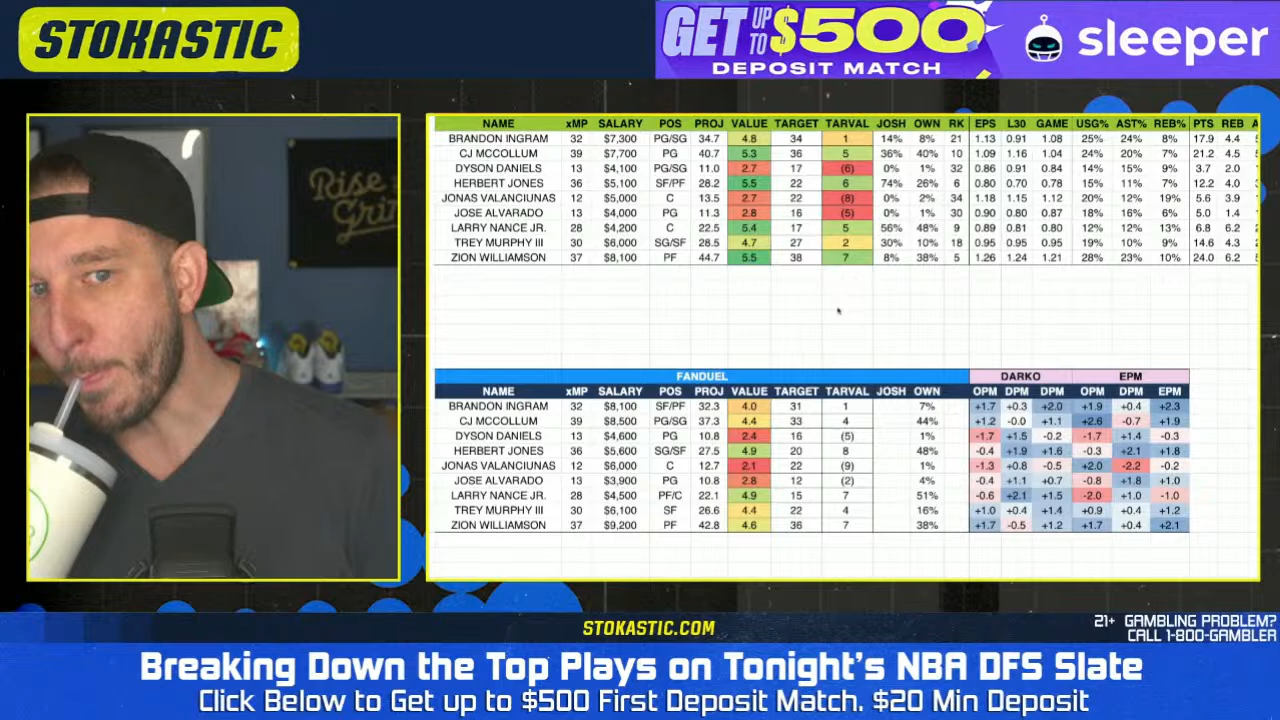 STOKASTIC
GET UP TO $500
DEPOSIT MATCH
sleeper
Rise
Grin
NAME xMP SALARY POS PROJ VALUE TARGET TARVAL JOSH OWN RK EPS L30 GAME USG% AST% REB% PTS REB A
BRANDON INGRAM 32 $7,300 PG/SG 34.7 4.8 34 1 14% 8% 21 1.13 0.91 1.08 25% 24% 8% 17.9 4.4
CJ MCCOLLUM 39 $7,700 PG 40.7 5.3 36 5 36% 40% 10 1.09 1.16 1.04 24% 20% 7% 21.2 4.5
DYSON DANIELS 13 $4,100 PG/SG 11.0 2.7 17 (6) 0% 1% 32 0.86 0.91 0.84 14% 15% 9% 3.7 2.0
HERBERT JONES 36 $5,100 SF/PF 28.2 5.5 22 6 74% 26% 6 0.80 0.70 0.78 15% 11% 7% 12.2 4.0
JONAS VALANCIUNAS 12 $5,000 C 13.5 2.7 22 (8) 0% 2% 34 1.18 1.15 1.12 20% 12% 19% 5.6 3.9
JOSE ALVARADO 13 $4,000 PG 11.3 2.8 16 (5) 0% 1% 30 0.90 0.80 0.87 18% 16% 6% 5.0 1.4
LARRY NANCE JR. 28 $4,200 C 22.5 5.4 17 5 56% 48% 9 0.89 0.81 0.80 12% 12% 13% 6.8 6.2
TREY MURPHY III 30 $6,000 SG/SF 28.5 4.7 27 2 30% 10% 18 0.95 0.95 0.95 19% 10% 9% 14.6 4.3
ZION WILLIAMSON 37 $8,100 PF 44.7 5.5 38 7 8% 38% 5 1.26 1.24 1.21 28% 23% 10% 24.0 6.2
FANDUEL DARKO EPM
NAME xMP SALARY POS PROJ VALUE TARGET TARVAL JOSH OWN OPM DPM DPM OPM DPM EPM
BRANDON INGRAM 32 $8,100 SF/PF 32.3 4.0 31 1 7% +1.7 +0.3 +2.0 +1.9 +0.4 +2.3
CJ MCCOLLUM 39 $8,500 PG/SG 37.3 4.4 33 4 44% +1.2 -0.0 +1.1 +2.6 -0.7 +1.9
DYSON DANIELS 13 $4,600 PG 10.8 2.4 16 (5) 1% -1.7 +1.5 -0.2 -1.7 +1.4 -0.3
HERBERT JONES 36 $5,600 SG/SF 27.5 4.9 20 8 48% -0.4 +1.9 +1.6 -0.3 +2.1 +1.8
JONAS VALANCIUNAS 12 $6,000 C 12.7 2.1 22 (9) 1% -1.3 +0.8 -0.5 +2.0 -2.2 -0.2
JOSE ALVARADO 13 $3,900 PG 10.8 2.8 12 (2) 4% -0.4 +1.1 +0.7 -0.8 +1.8 +1.0
LARRY NANCE JR. 28 $4,500 PF/C 22.1 4.9 15 7 51% -0.6 +2.1 +1.5 -2.0 +1.0 -1.0
TREY MURPHY III 30 $6,100 SF 26.6 4.4 22 4 16% +1.0 +0.4 +1.4 +0.9 +0.4 +1.2
ZION WILLIAMSON 37 $9,200 PF 42.8 4.6 36 7 38% +1.7 -0.5 +1.2 +1.7 +0.4 +2.1
STOKASTIC.COM
21+ GAMBLING PROBLEM?
CALL 1-800-GAMBLER
Breaking Down the Top Plays on Tonight's NBA DFS Slate
Click Below to Get up to $500 First Deposit Match. $20 Min Deposit